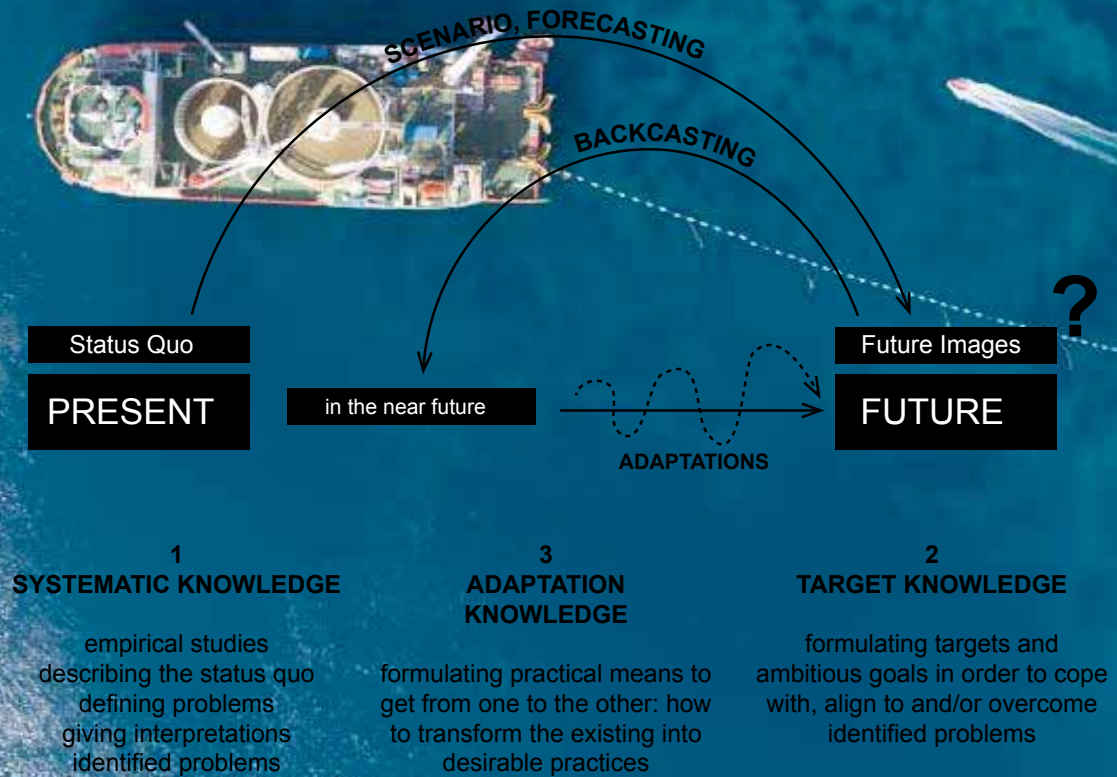 SCENARIO, FORECASTING
BACKCASTING
?
Status Quo
Future Images
PRESENT
in the near future
FUTURE
ADAPTATIONS
1
SYSTEMATIC KNOWLEDGE
empirical studies
describing the status quo
defining problems
giving interpretations
identified problems
3
ADAPTATION
KNOWLEDGE
formulating practical means to
get from one to the other: how
to transform the existing into
desirable practices
2
TARGET KNOWLEDGE
formulating targets and
ambitious goals in order to cope
with, align to and/or overcome
identified problems